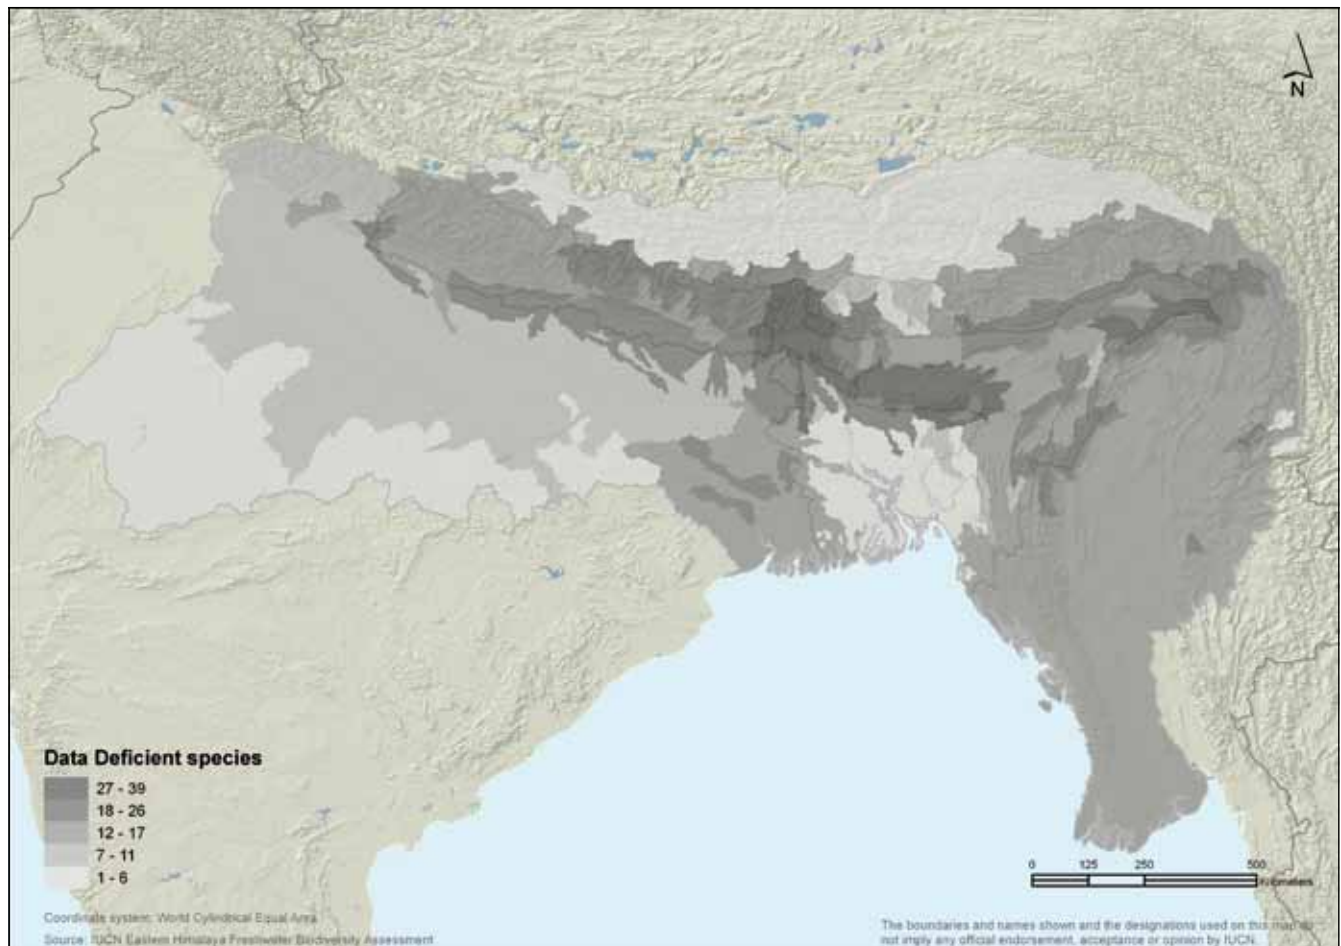 N
Data Deficient species
27 - 39
18 - 26
12 - 17
7 - 11
1 - 6
0 125 250 500
Kilometers
Coordinate system: World Cylindrical Equal Area
Source: IUCN Eastern Himalaya Freshwater Biodiversity Assessment
The boundaries and names shown and the designations used on this map do
not imply any official endorsement, acceptance or opinion by IUCN.